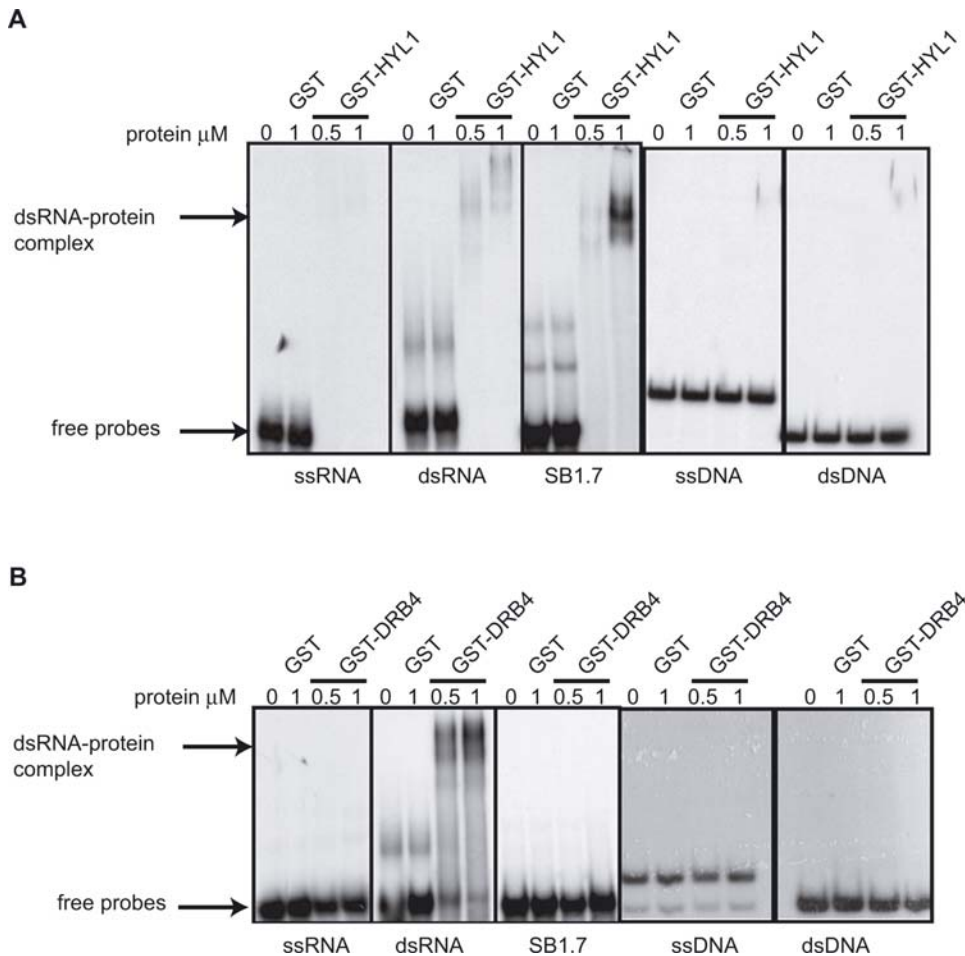 A
GST GST-HYL1 GST GST-HYL1 GST GST-HYL1 GST GST-HYL1 GST GST-HYL1
protein μM 0 1 0.5 1 0 1 0.5 1 0 1 0.5 1 0 1 0.5 1 0 1 0.5 1
dsRNA-protein
complex
free probes
ssRNA dsRNA SB1.7 ssDNA dsDNA
B
GST GST-DRB4 GST GST-DRB4 GST GST-DRB4 GST GST-DRB4 GST GST-DRB4
protein μM 0 1 0.5 1 0 1 0.5 1 0 1 0.5 1 0 1 0.5 1 0 1 0.5 1
dsRNA-protein
complex
free probes
ssRNA dsRNA SB1.7 ssDNA dsDNA